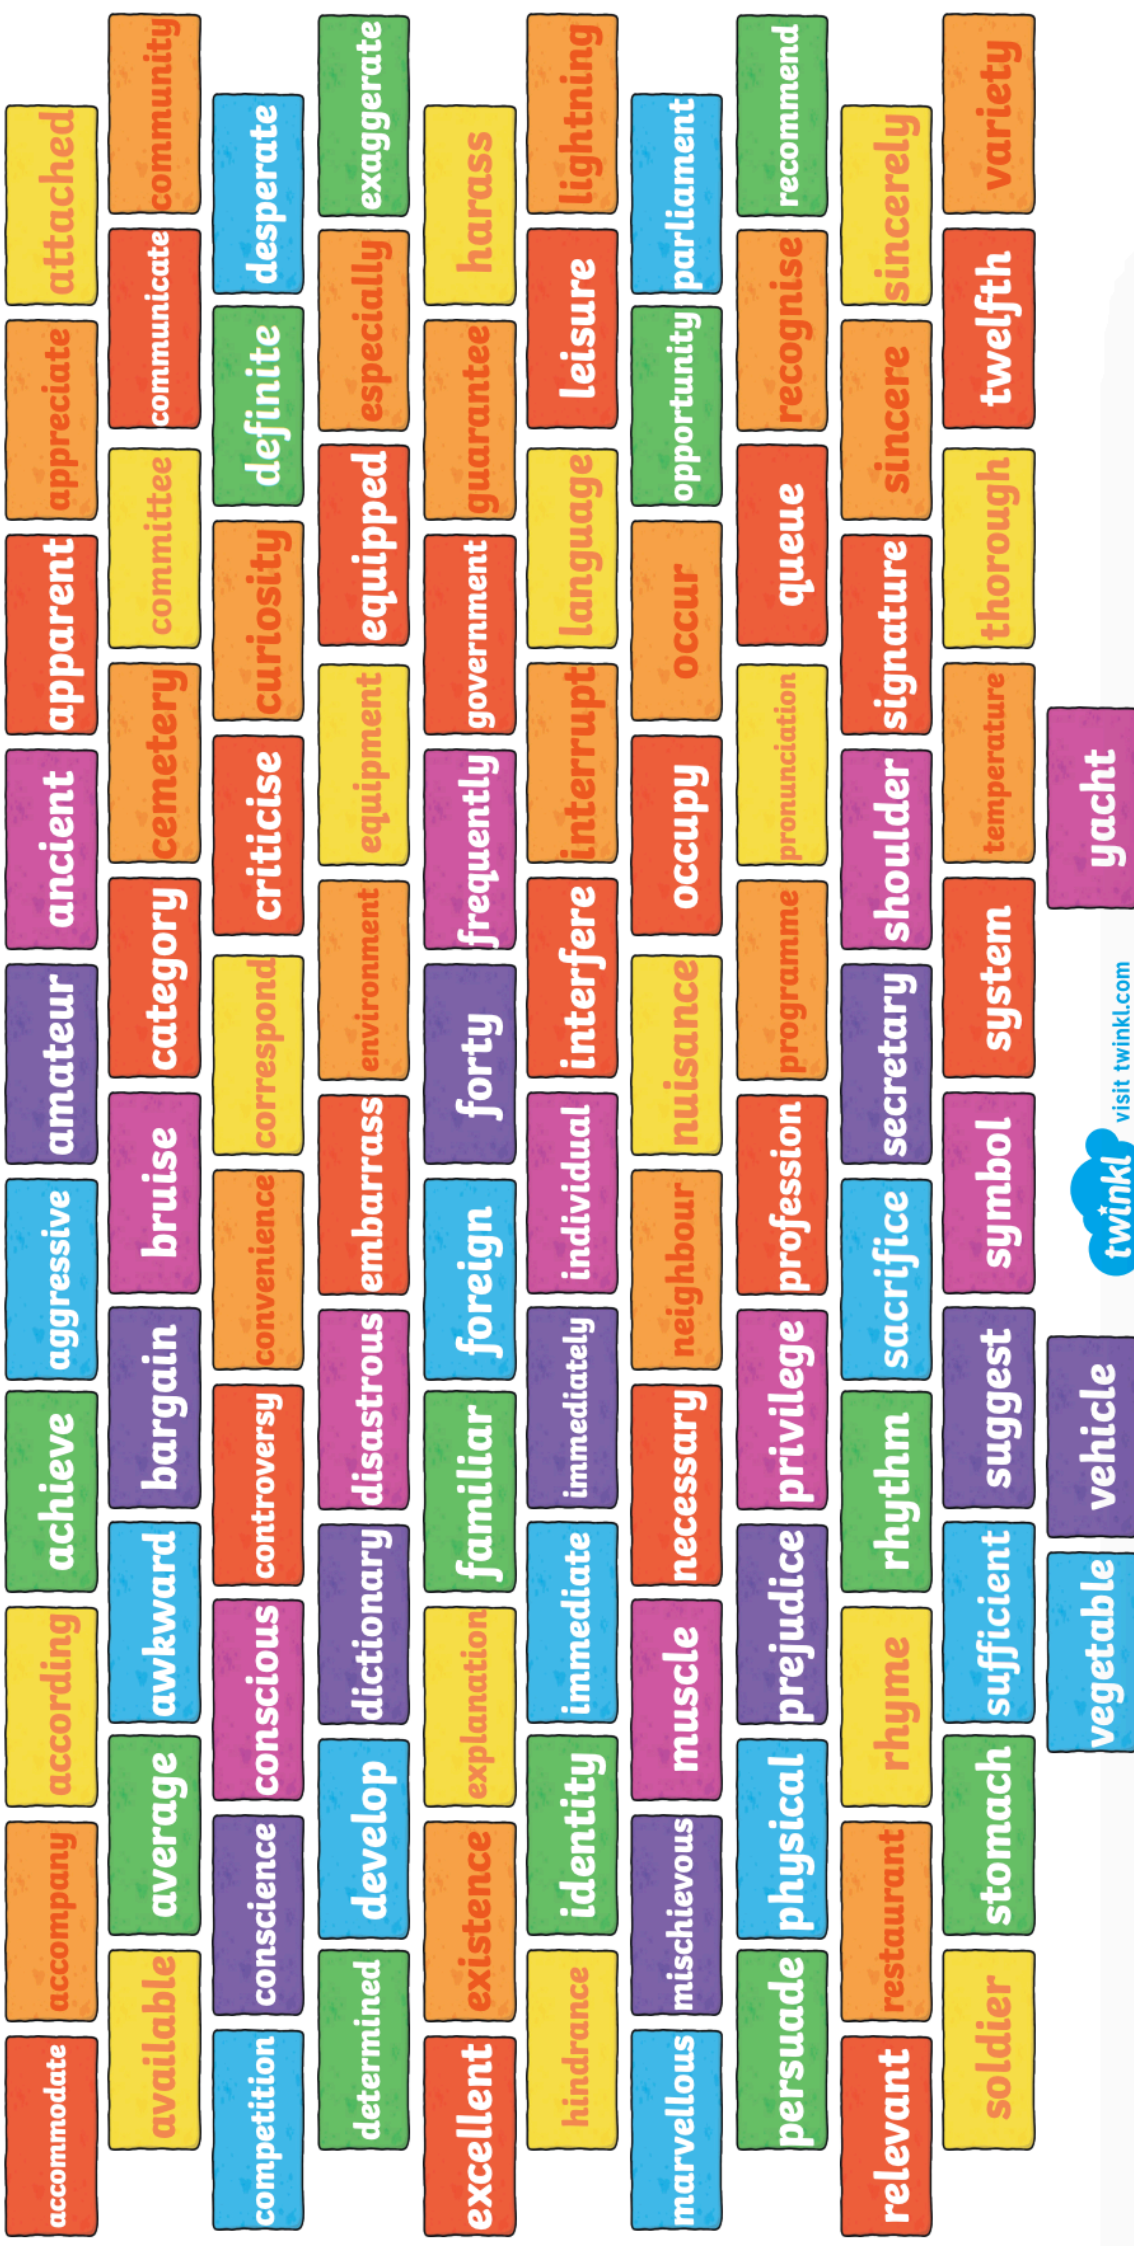 accommodate accompany according achieve aggressive amateur ancient apparent appreciate attached
available average awkward bargain bruise category cemetery committee communicate community
competition conscience conscious controversy convenience correspond criticise curiosity definite desperate
determined develop dictionary disastrous embarrass environment equipment equipped especially exaggerate
excellent existence explanation familiar foreign forty frequently government guarantee harass
hindrance identity immediate immediately individual interfere interrupt language leisure lightning
marvellous mischievous muscle necessary neighbour nuisance occupy occur opportunity parliament
persuade physical prejudice privilege profession programme pronunciation queue recognise recommend
relevant restaurant rhyme rhythm sacrifice secretary shoulder signature sincere sincerely
soldier stomach sufficient suggest symbol system temperature thorough twelfth variety
vegetable vehicle yacht
twinkl visit twinkl.com